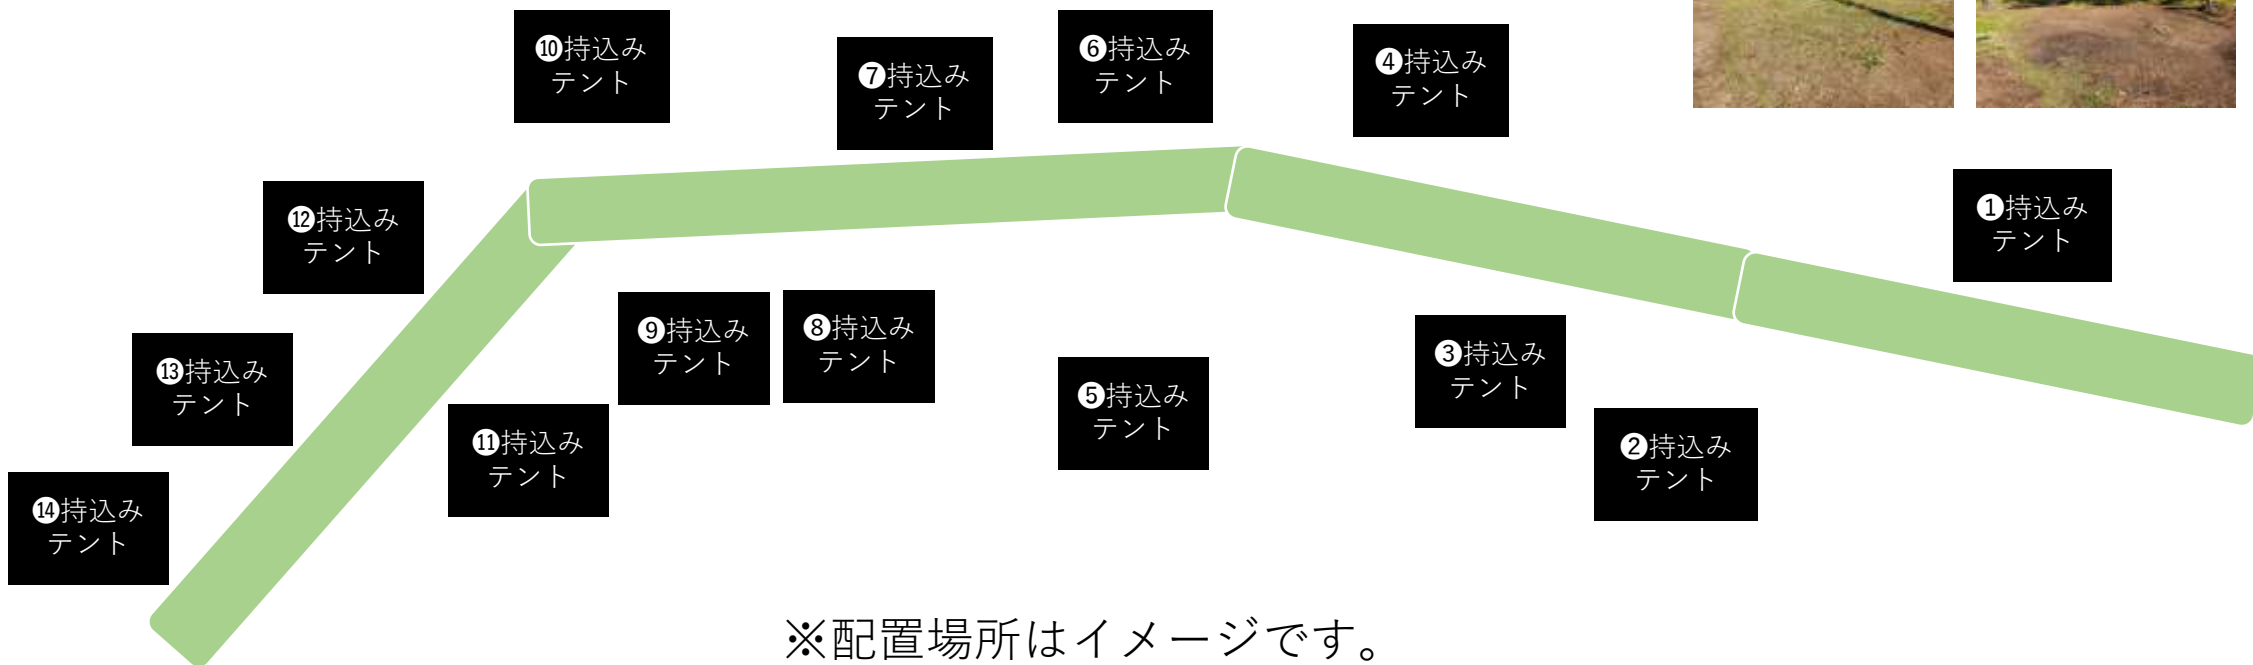 ❿持込み
テント
❼持込み
テント
❻持込み
テント
❹持込み
テント
❶持込み
テント
⓬持込み
テント
❾持込み
テント
❽持込み
テント
❸持込み
テント
⓭持込み
テント
❺持込み
テント
⓫持込み
テント
❷持込み
テント
⓮持込み
テント
※配置場所はイメージです。